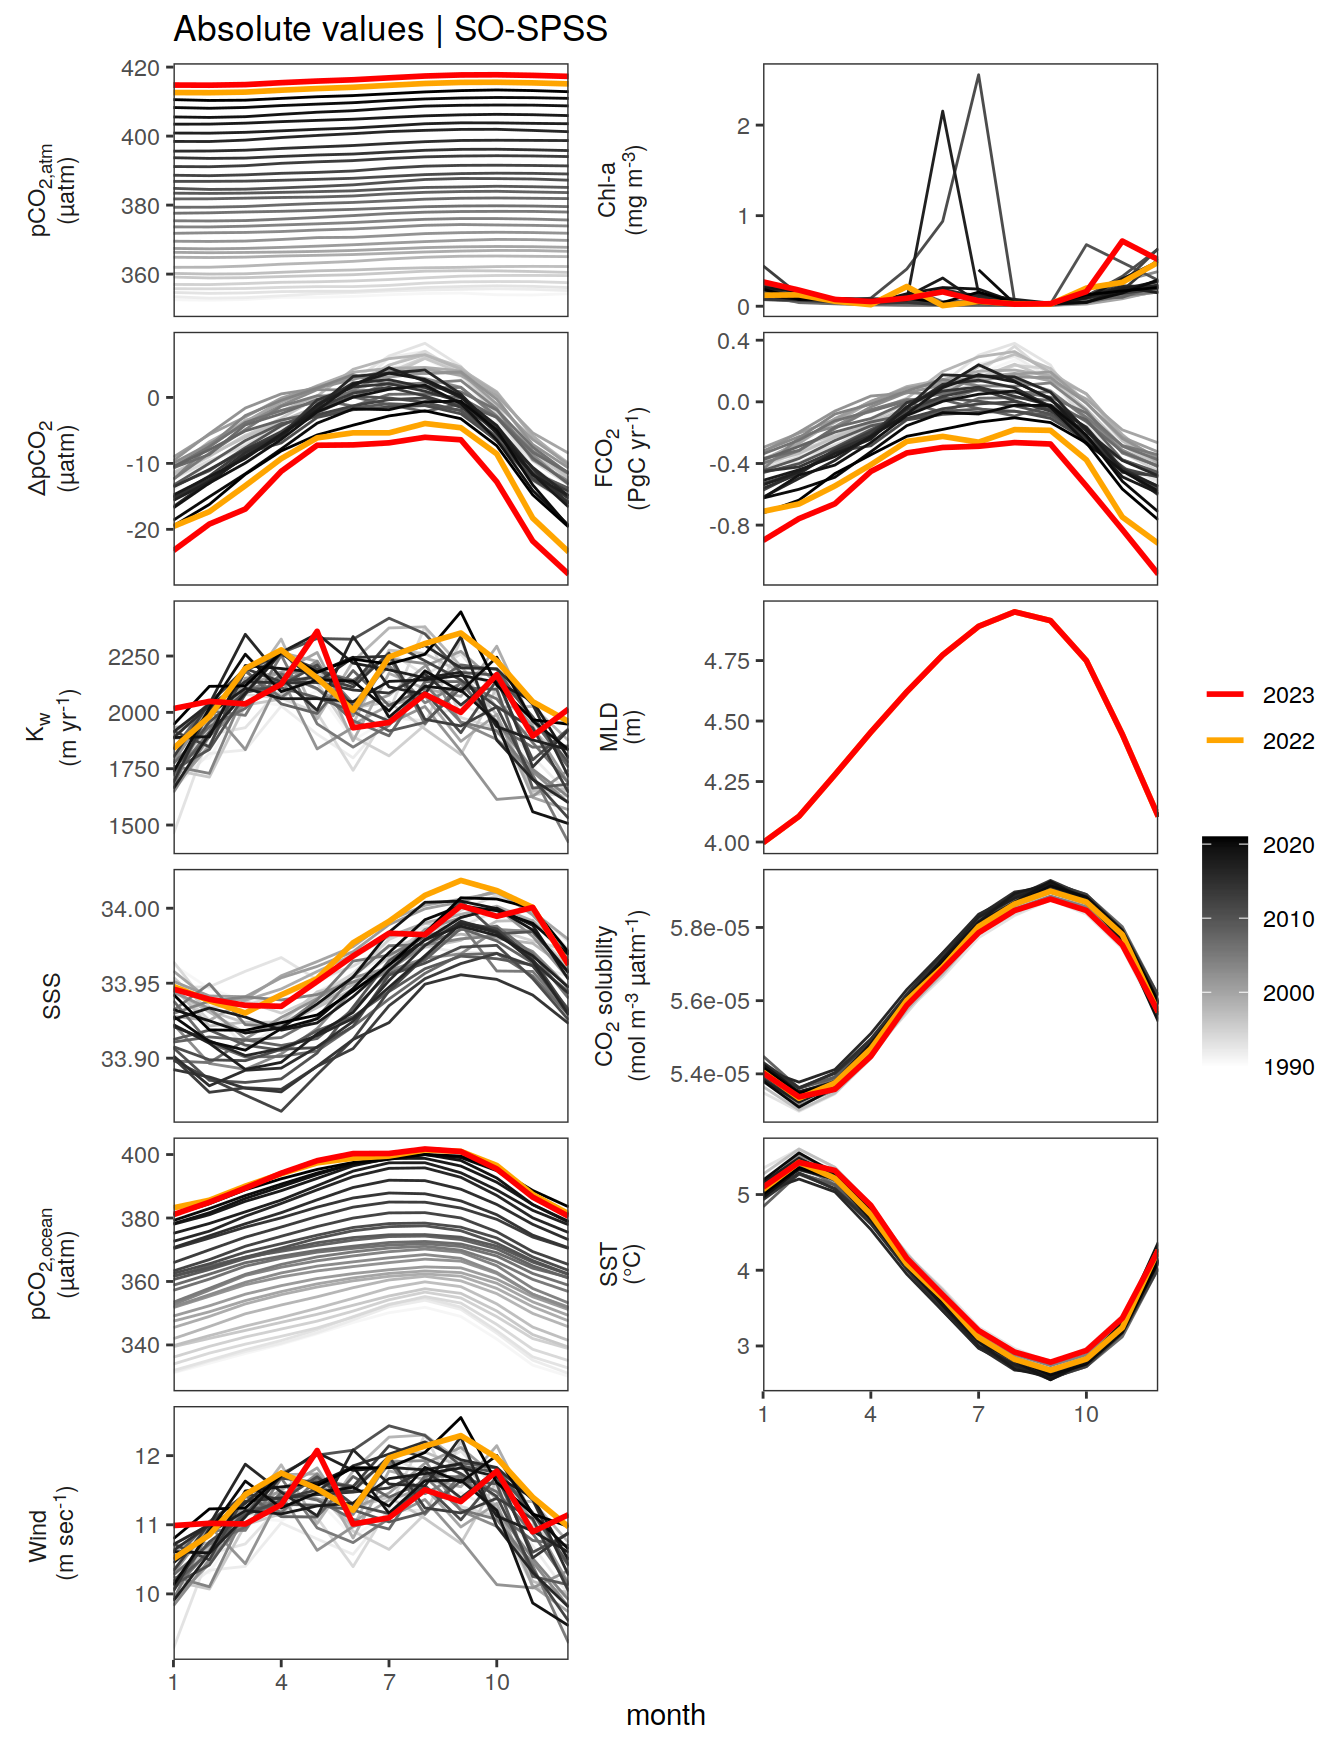 Absolute values | SO-SPSS
pCO2,atm
(µatm)
420
400
380
360
Chl-a
(mg m-3)
2
1
0
ΔpCO2
(µatm)
0
-10
-20
FCO2
(PgC yr-1)
0.4
0.0
-0.4
-0.8
Kw
(m yr-1)
2250
2000
1750
1500
MLD
(m)
4.75
4.50
4.25
4.00
SSS
34.00
33.95
33.90
CO2 solubility
(mol m-3 µatm-1)
5.8e-05
5.6e-05
5.4e-05
pCO2,ocean
(µatm)
400
380
360
340
SST
(°C)
5
4
3
1 4 7 10
Wind
(m sec-1)
12
11
10
1 4 7 10
month
2023
2022
2020
2010
2000
1990